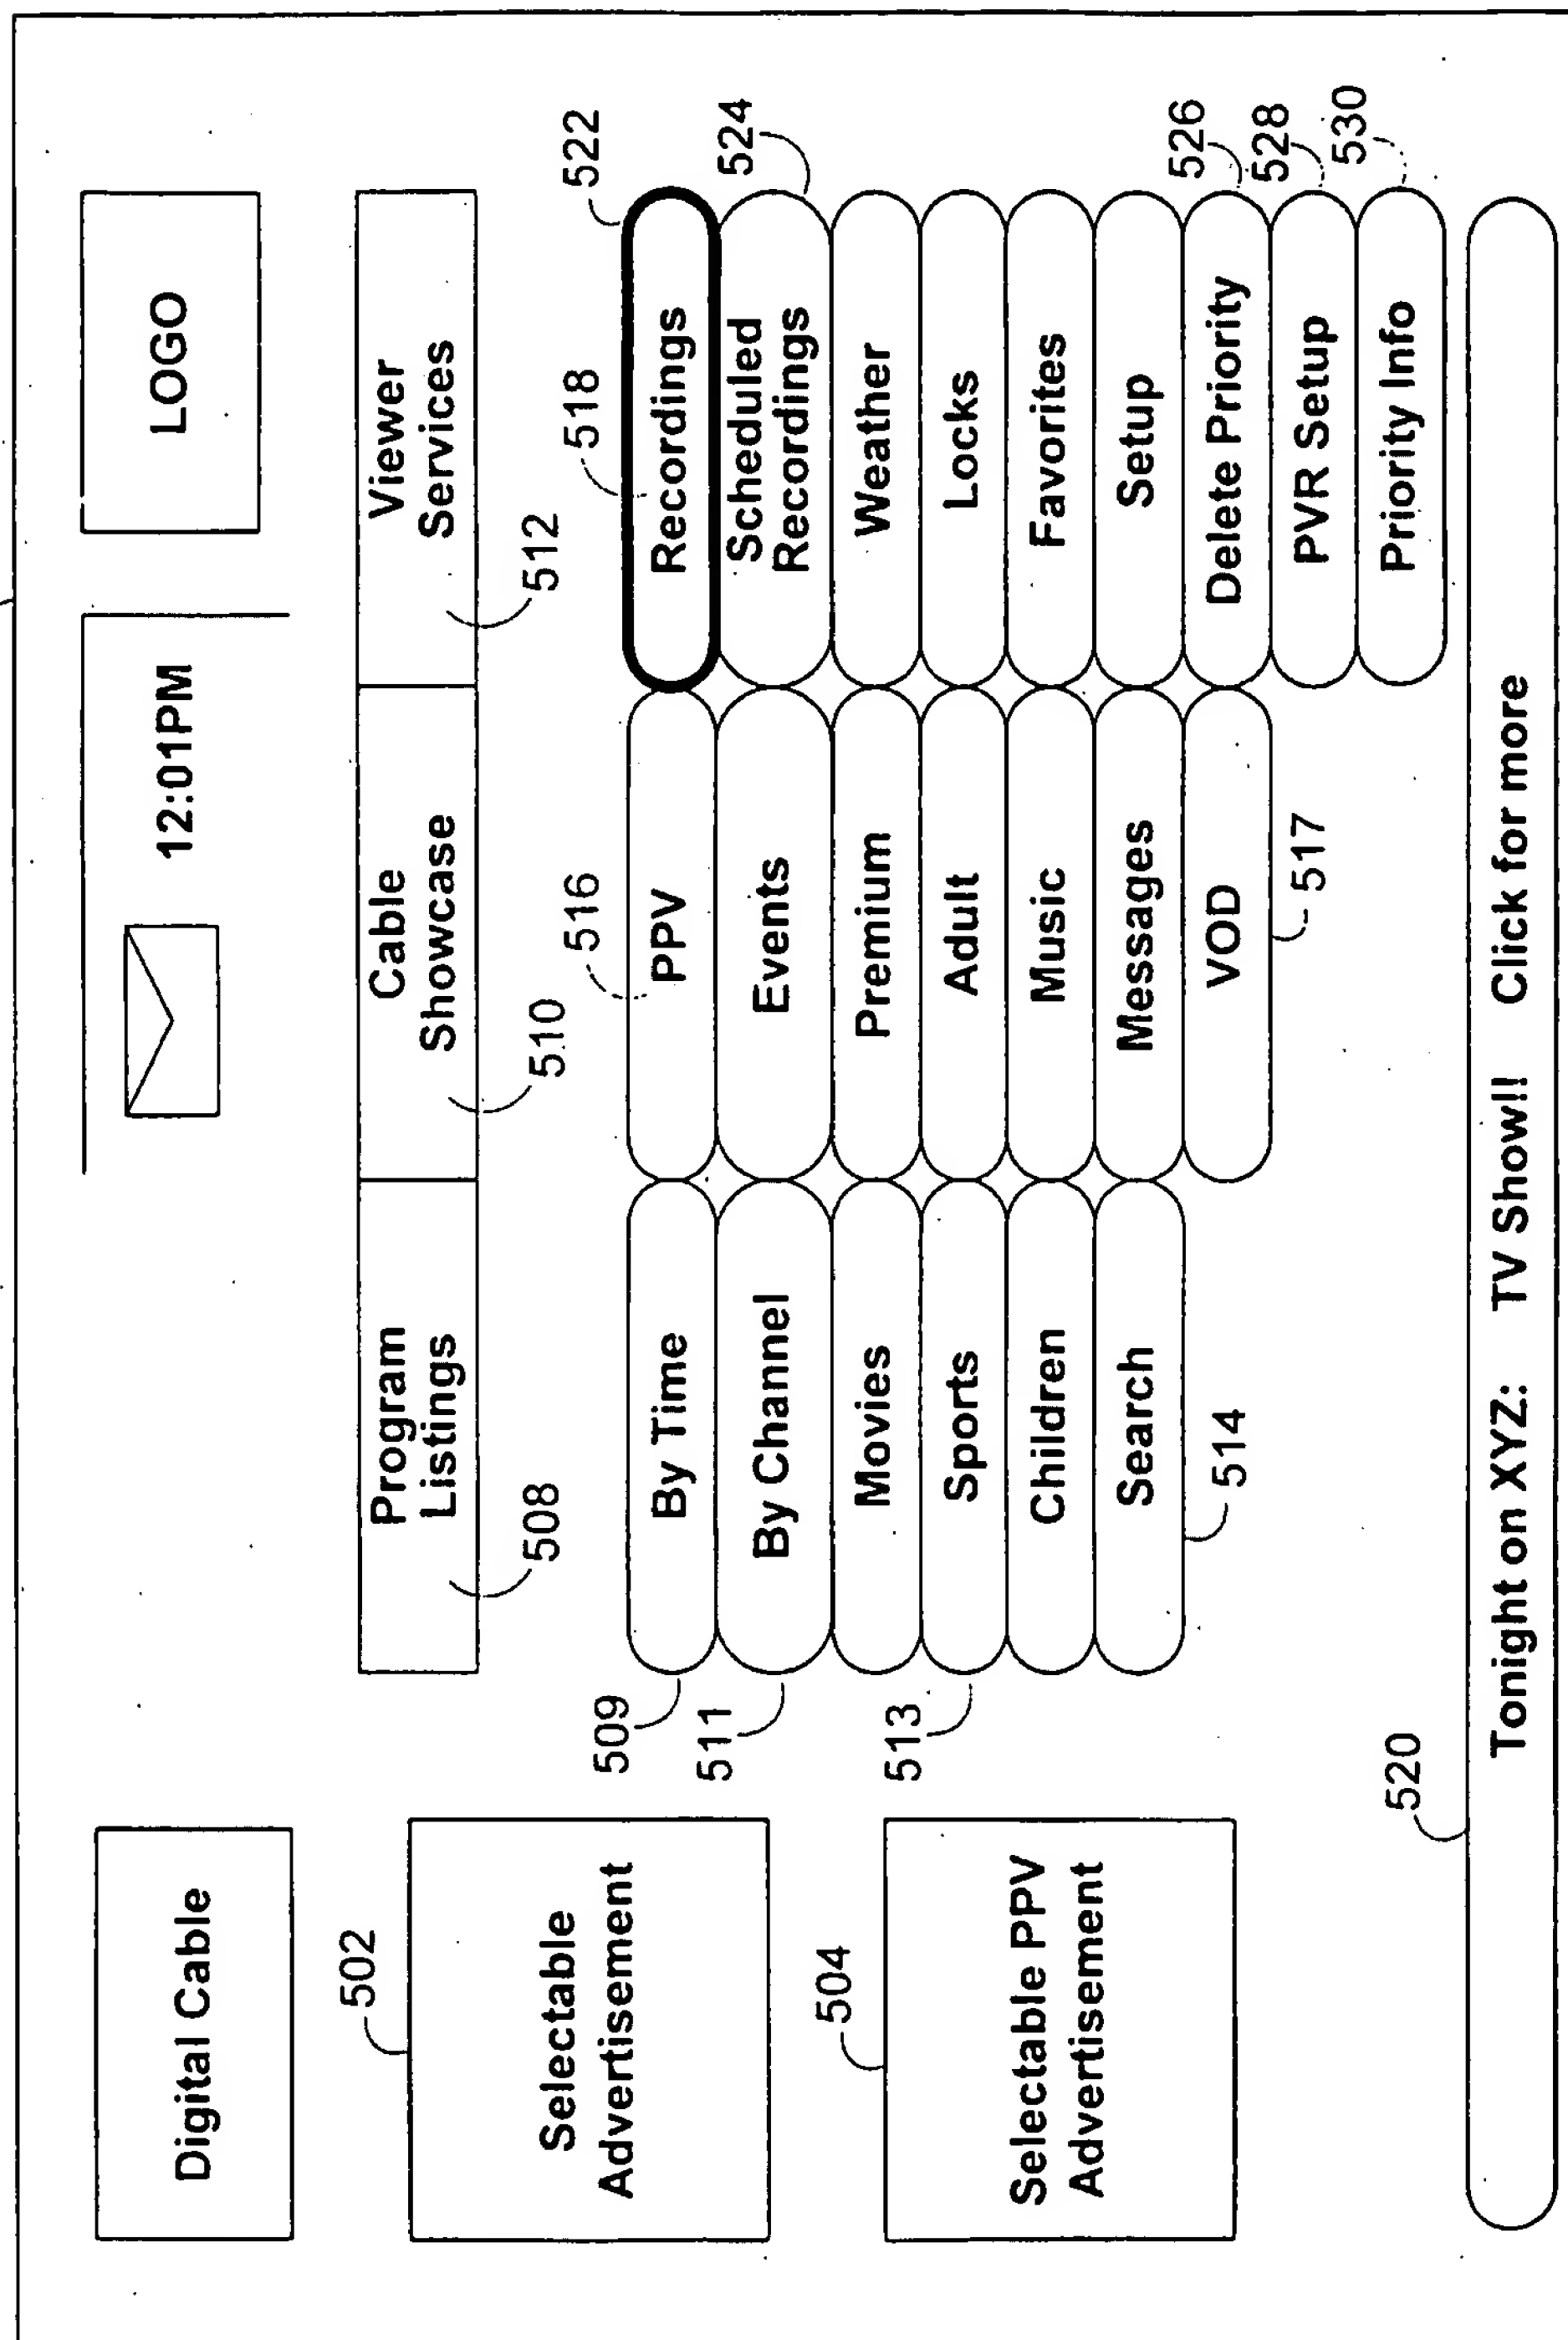 Digital Cable
12:01PM
LOGO
502
Selectable
Advertisement
504
Selectable PPV
Advertisement
Program
Listings
508
Cable
Showcase
510
Viewer
Services
512
509
By Time
511
By Channel
Movies
513
Sports
Children
Search
514
516
PPV
Events
Premium
Adult
Music
Messages
VOD
517
518
522
Recordings
524
Scheduled
Recordings
Weather
Locks
Favorites
Setup
526
Delete Priority
528
PVR Setup
530
Priority Info
520
Tonight on XYZ: TV Show!! Click for more